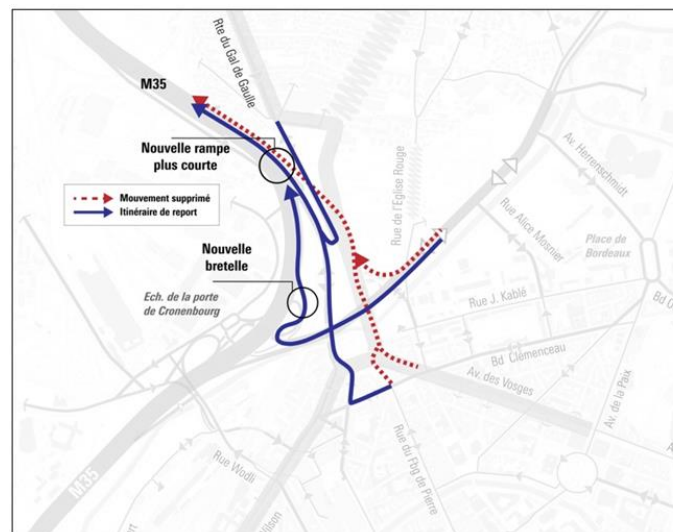 Rte du Gal de Gaulle
M35
Nouvelle rampe
plus courte
Mouvement supprimé
Itinéraire de report
Nouvelle
bretelle
Ech. de la porte
de Cronenbourg
Rue de l'Eglise Rouge
Av. Herrenschmidt
Rue Alice Mosnier
Place de
Bordeaux
Rue J. Kablé
Bd Clémenceau
Av. des Vosges
Av. de la Paix
Rue du Fbg de Pierre
Rue Wodli
M35